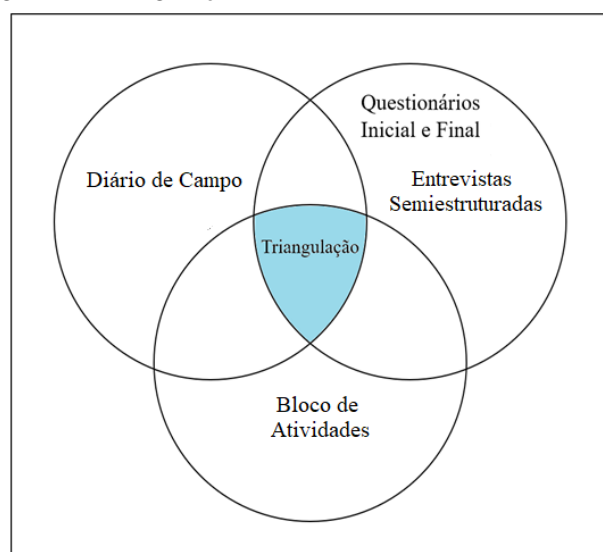 Questionários
Inicial e Final
Diário de Campo
Entrevistas
Semiestruturadas
Triangulação
Bloco de
Atividades